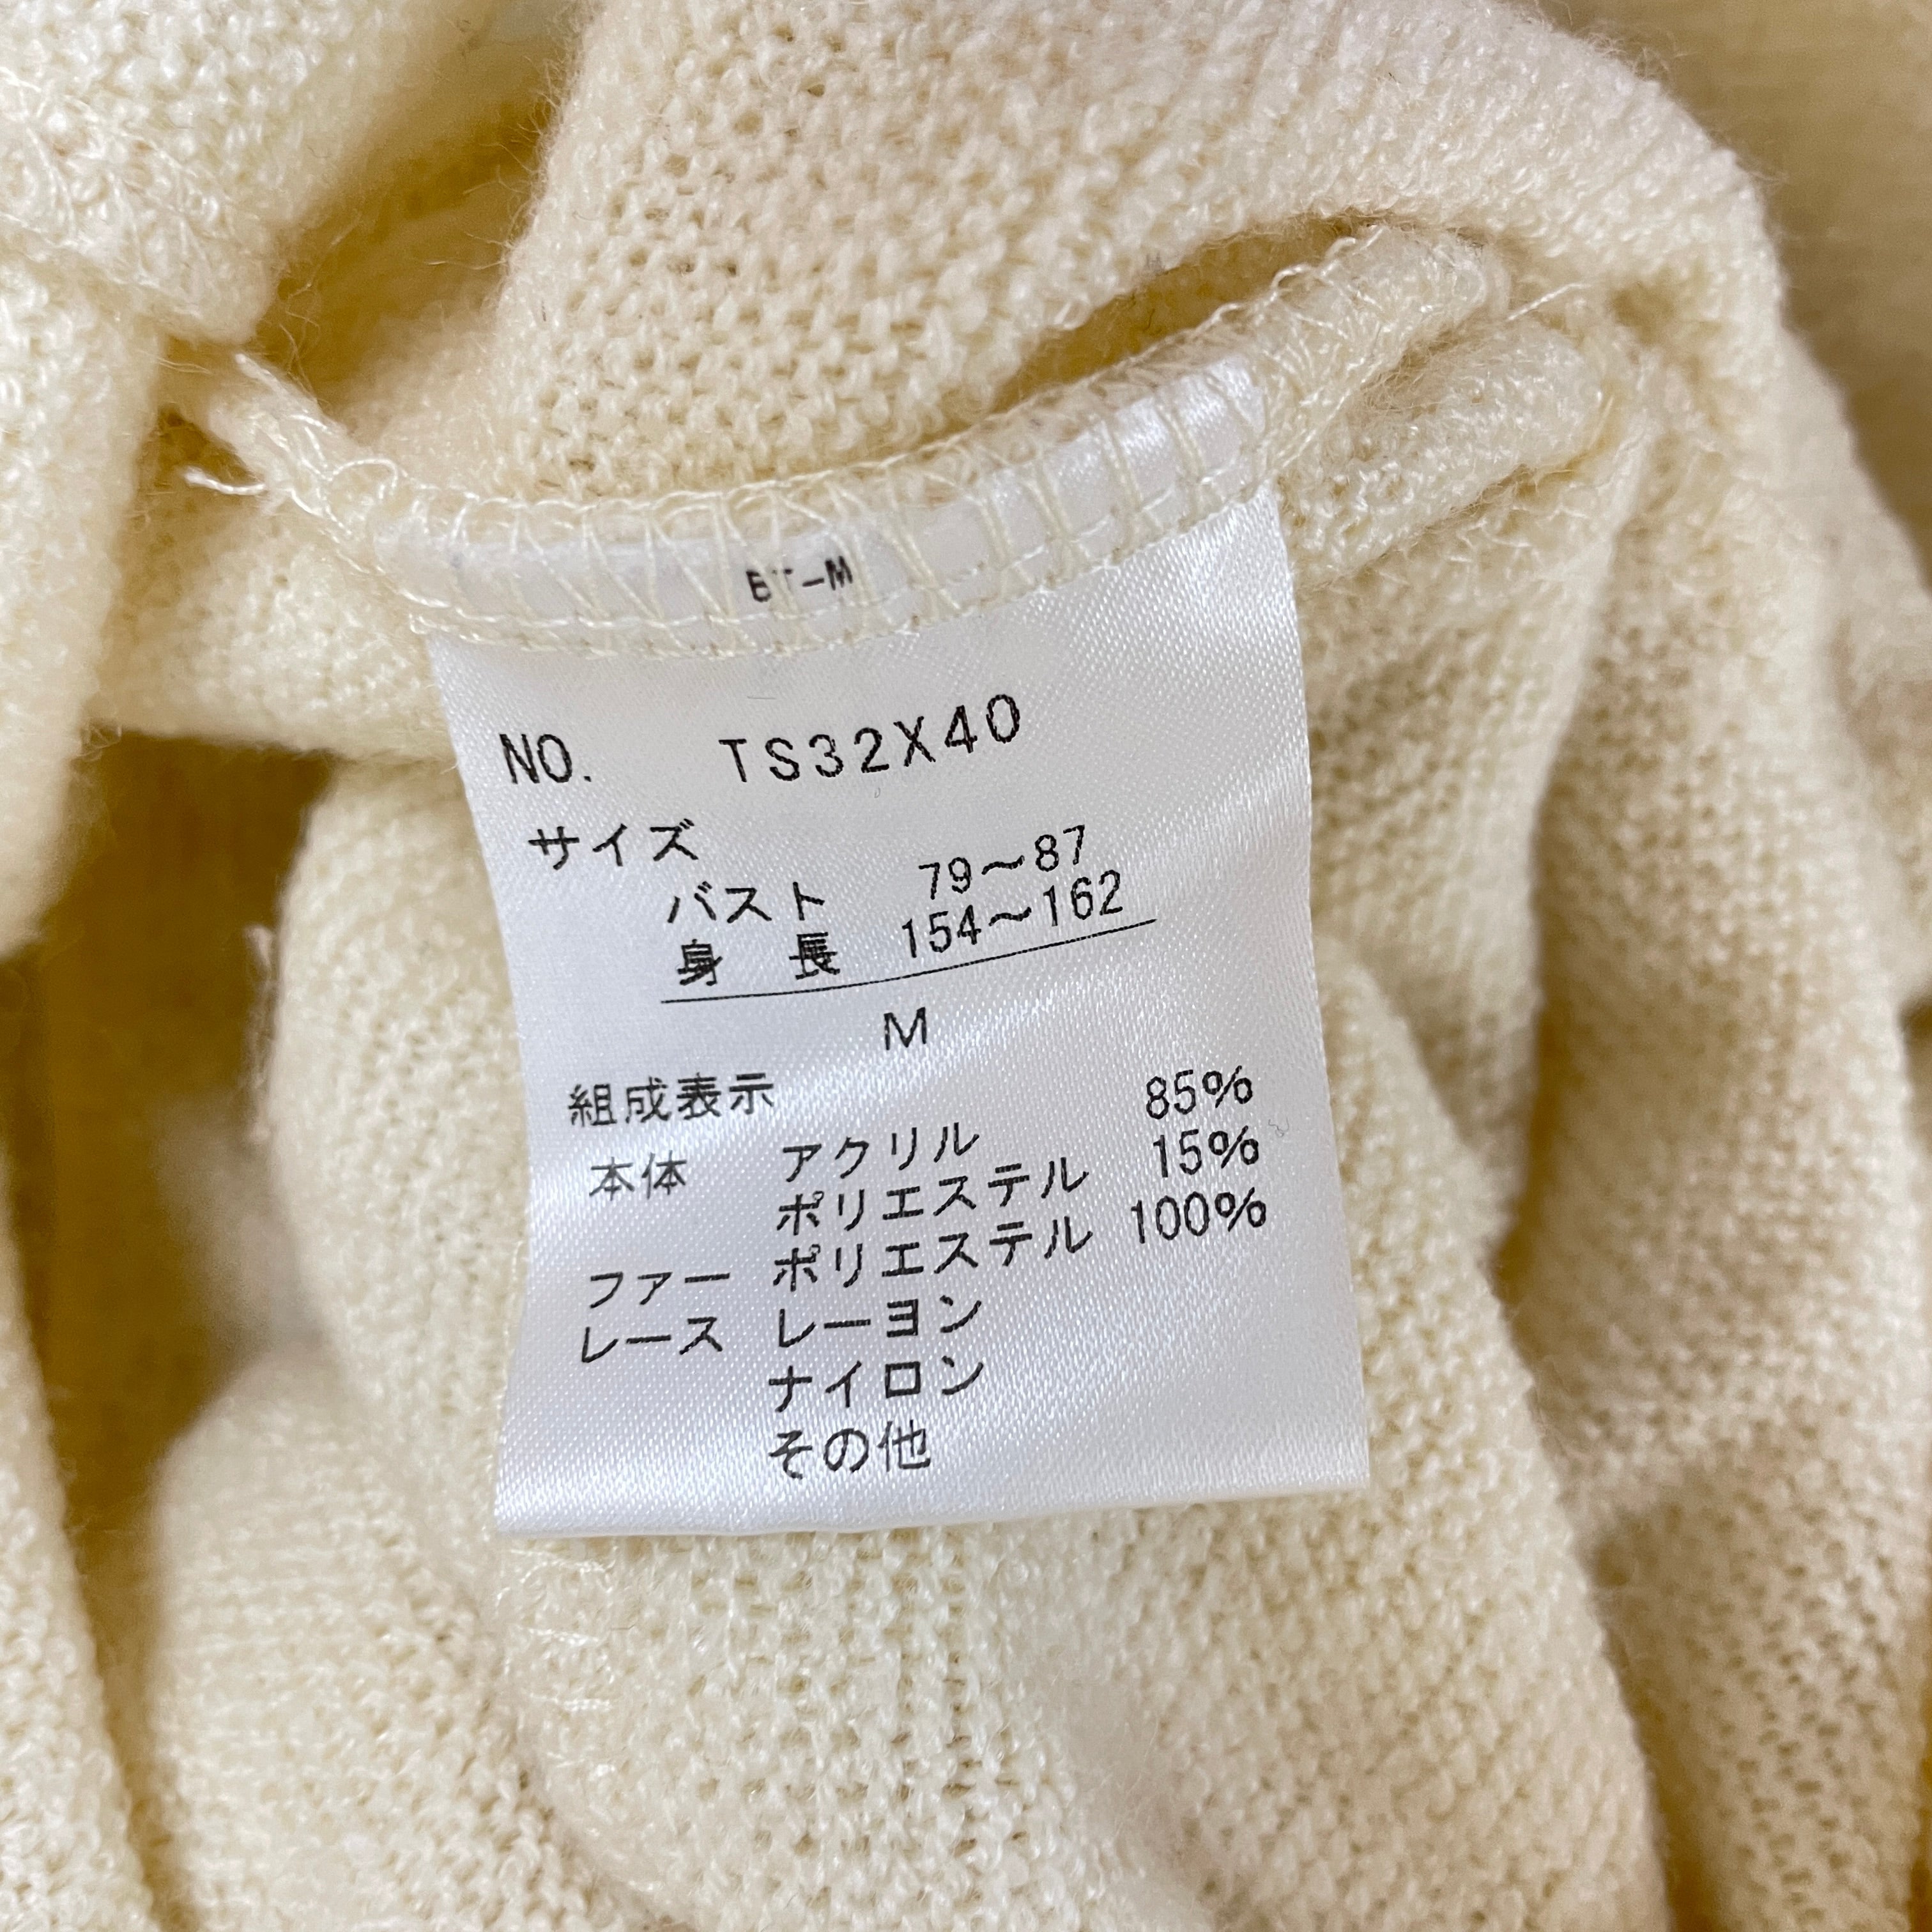 BT-M
NO. TS32X40
サイズ
バスト 79～87
身 長 154～162
M
組成表示
本体 アクリル 85%
ポリエステル 15%
ファー ポリエステル 100%
レース レーヨン
ナイロン
その他